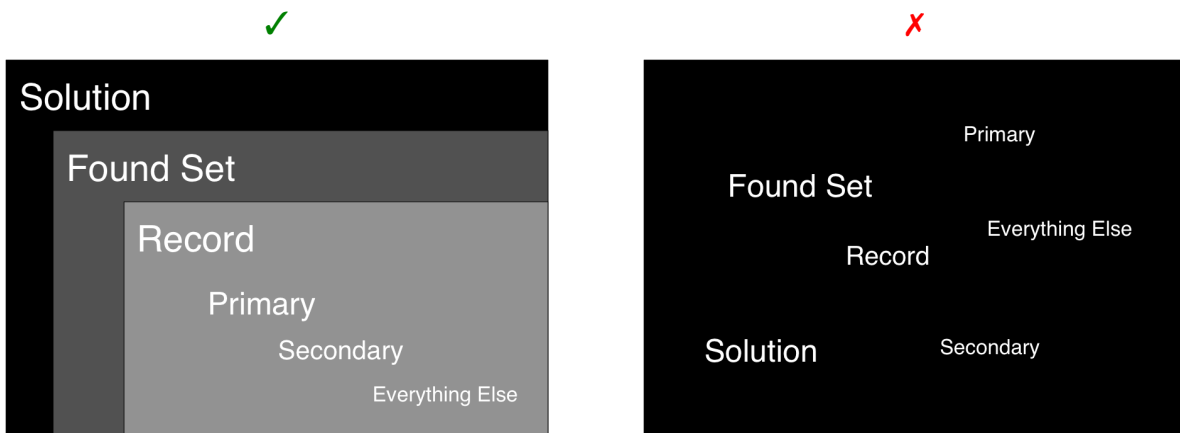 ✓
Solution
Found Set
Record
Primary
Secondary
Everything Else
✗
Primary
Found Set
Everything Else
Record
Solution
Secondary